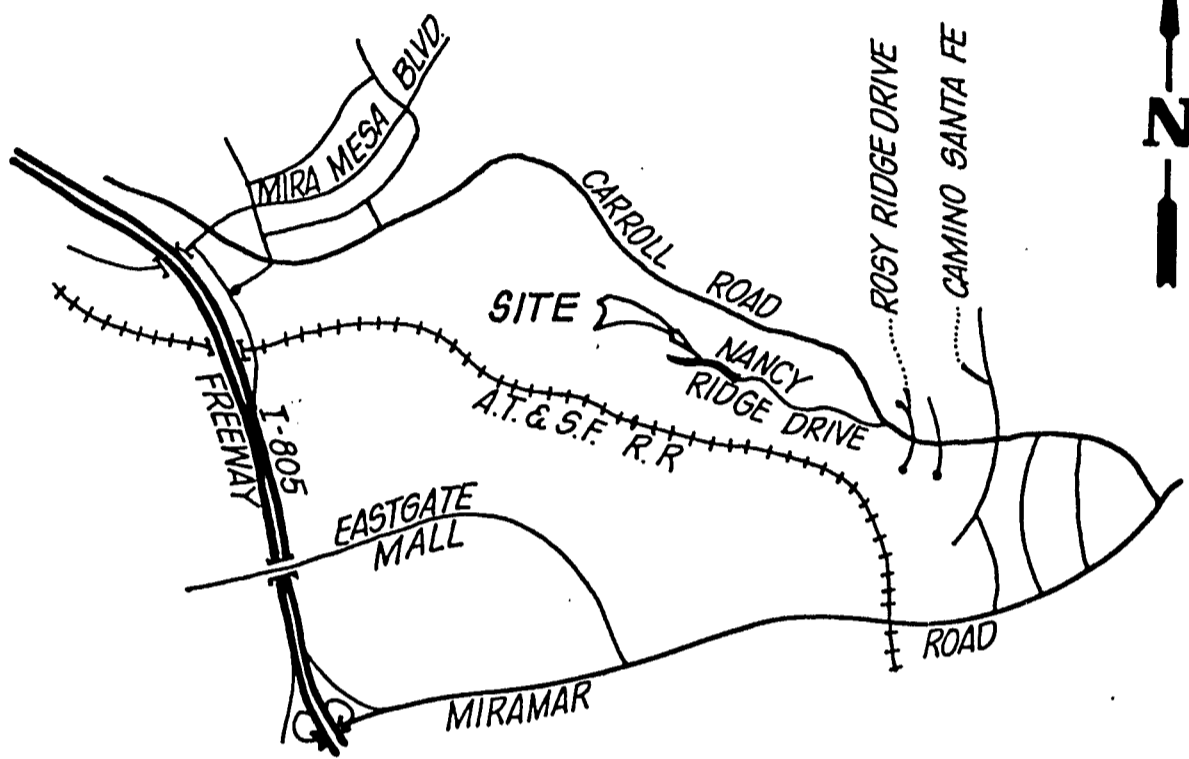 MIRA MESA BLVD.
N
ROSY RIDGE DRIVE
CAMINO SANTA FE
CARROLL ROAD
SITE
NANCY
RIDGE DRIVE
A.T. & S.F. R.R
FREEWAY
I-805
EASTGATE
MALL
MIRAMAR ROAD